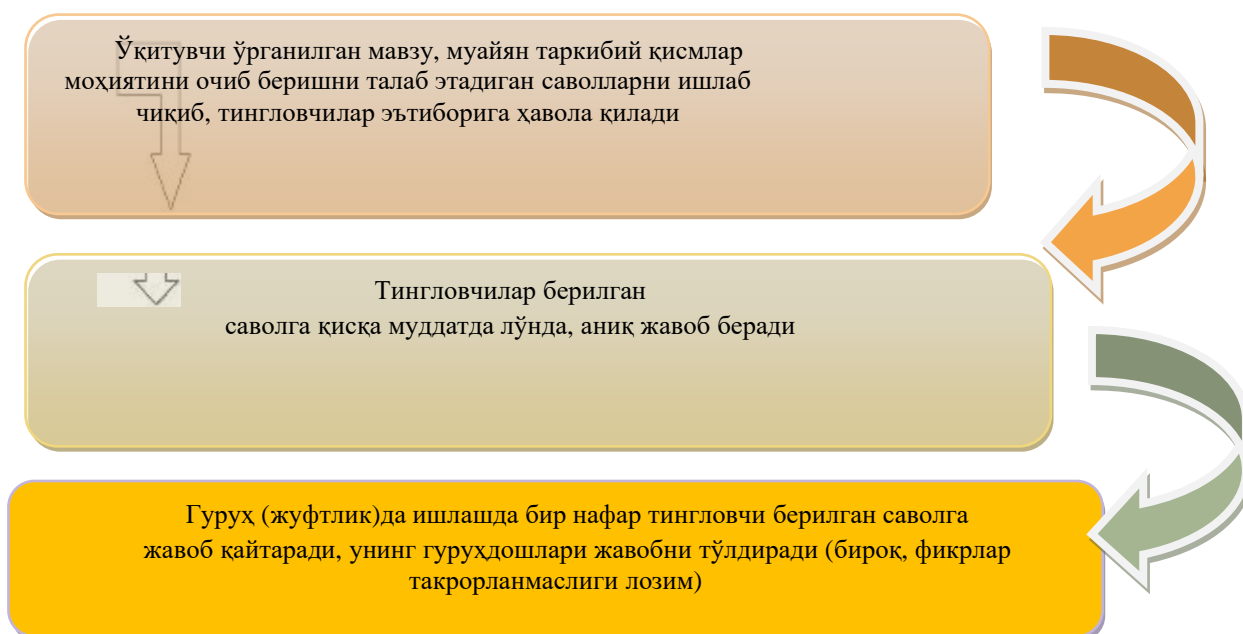 Ўқитувчи ўрганилган мавзу, муайян таркибий қисмлар
моҳиятини очиб беришни талаб этадиган саволларни ишлаб
чиқиб, тингловчилар эътиборига ҳавола қилади
Тингловчилар берилган
саволга қисқа муддатда лўнда, аниқ жавоб беради
Гуруҳ (жуфтлик)да ишлашда бир нафар тингловчи берилган саволга
жавоб қайтаради, унинг гуруҳдошлари жавобни тўлдиради (бироқ, фикрлар
такрорланмаслиги лозим)